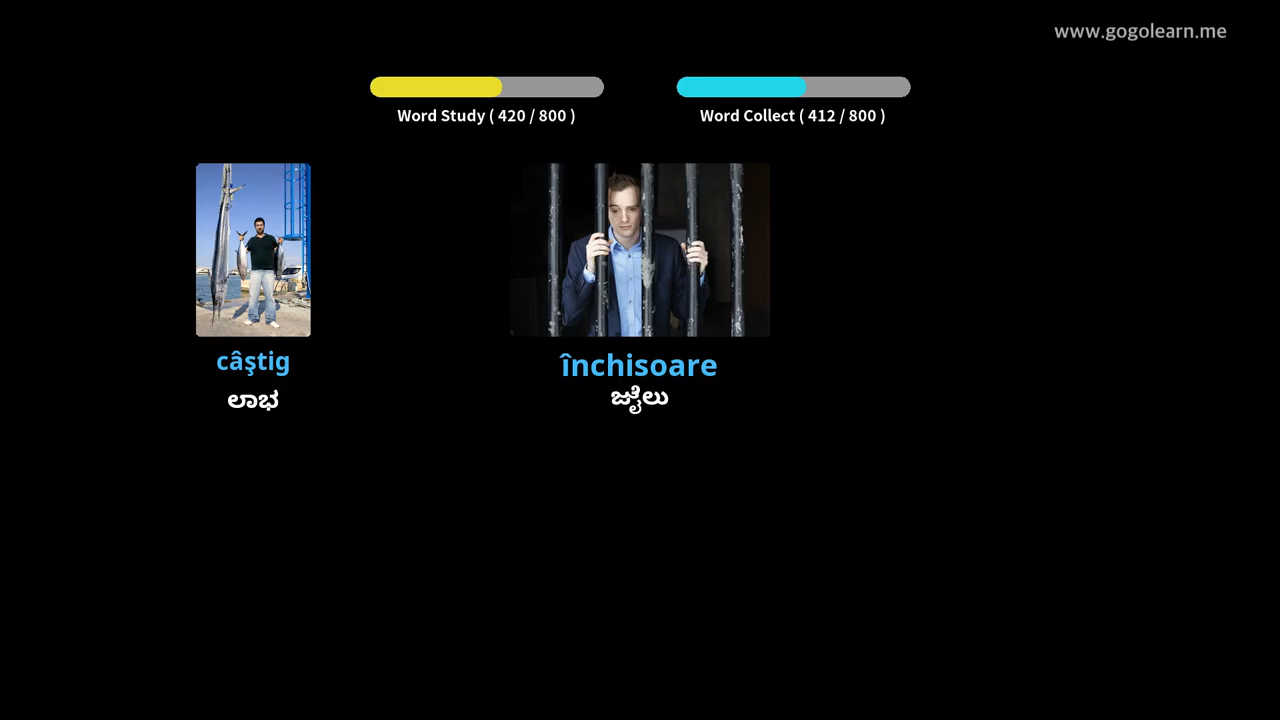 www.gogolearn.me
Word Study ( 420 / 800 )
Word Collect ( 412 / 800 )
câştig
ಲಾಭ
închisoare
ಜೈಲು